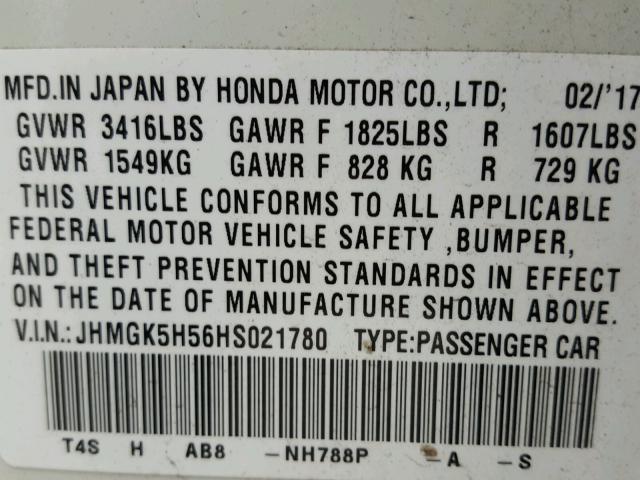 MFD.IN JAPAN BY HONDA MOTOR CO.,LTD; 02/'17
GVWR 3416LBS GAWR F 1825LBS R 1607LBS
GVWR 1549KG GAWR F 828 KG R 729 KG
THIS VEHICLE CONFORMS TO ALL APPLICABLE
FEDERAL MOTOR VEHICLE SAFETY ,BUMPER,
AND THEFT PREVENTION STANDARDS IN EFFECT
ON THE DATE OF MANUFACTURE SHOWN ABOVE.
V.I.N.:JHMGK5H56HS021780 TYPE:PASSENGER CAR
T4S H AB8 -NH788P -A -S